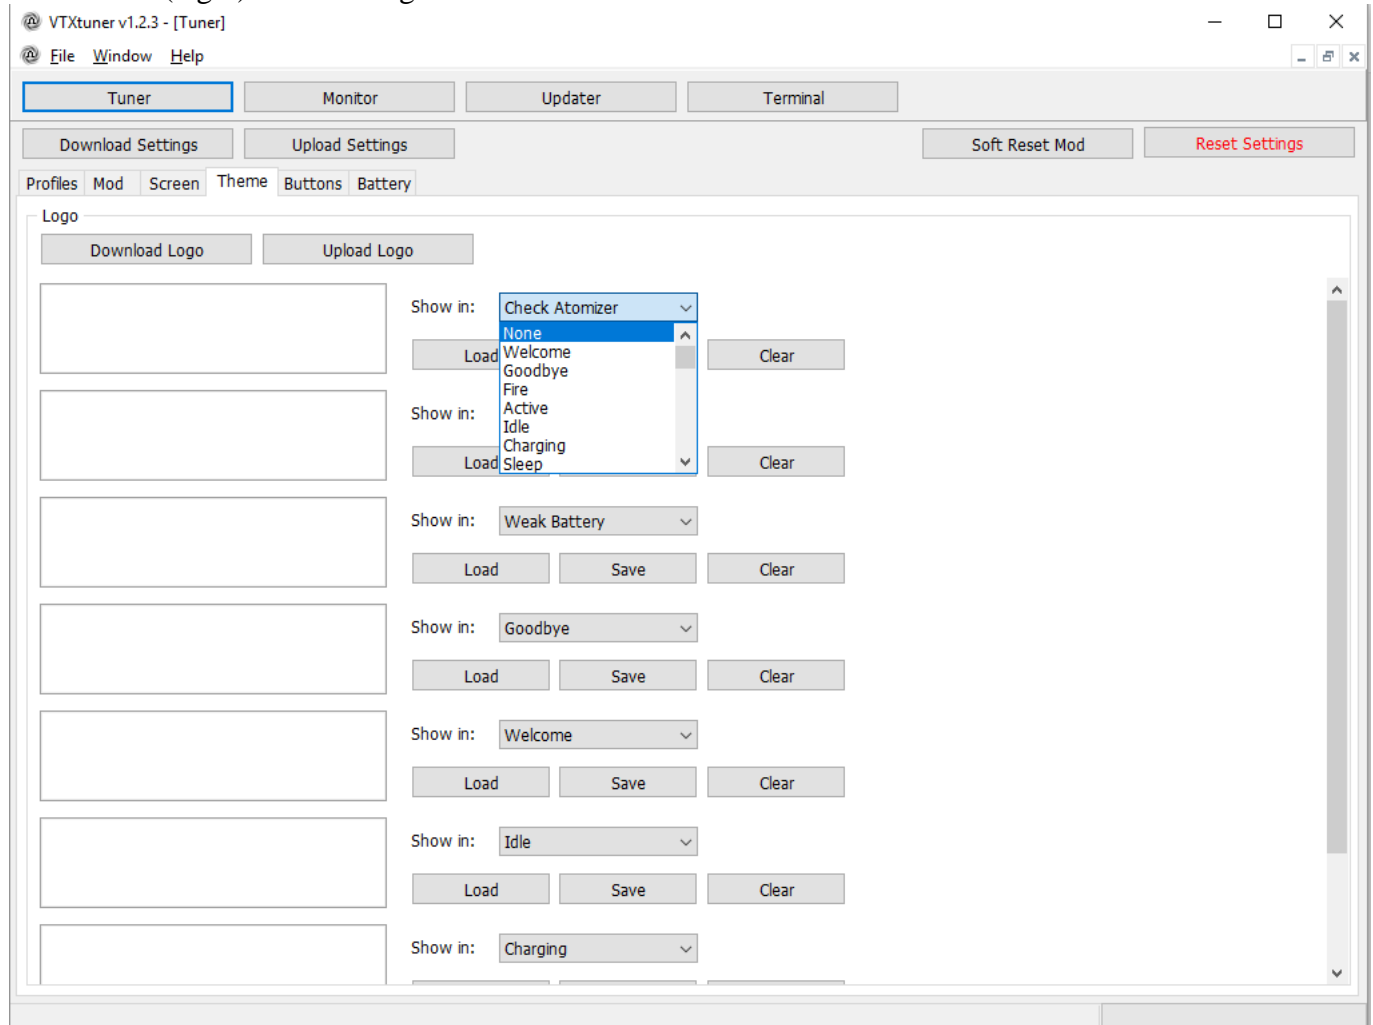 VTXtuner v1.2.3 - [Tuner]
File Window Help
Tuner Monitor Updater Terminal
Download Settings Upload Settings Soft Reset Mod Reset Settings
Profiles Mod Screen Theme Buttons Battery
Logo
Download Logo Upload Logo
Show in: Check Atomizer
None
Welcome
Goodbye
Fire
Active
Idle
Charging
Sleep
Load Clear
Show in:
Load Clear
Show in: Weak Battery
Load Save Clear
Show in: Goodbye
Load Save Clear
Show in: Welcome
Load Save Clear
Show in: Idle
Load Save Clear
Show in: Charging